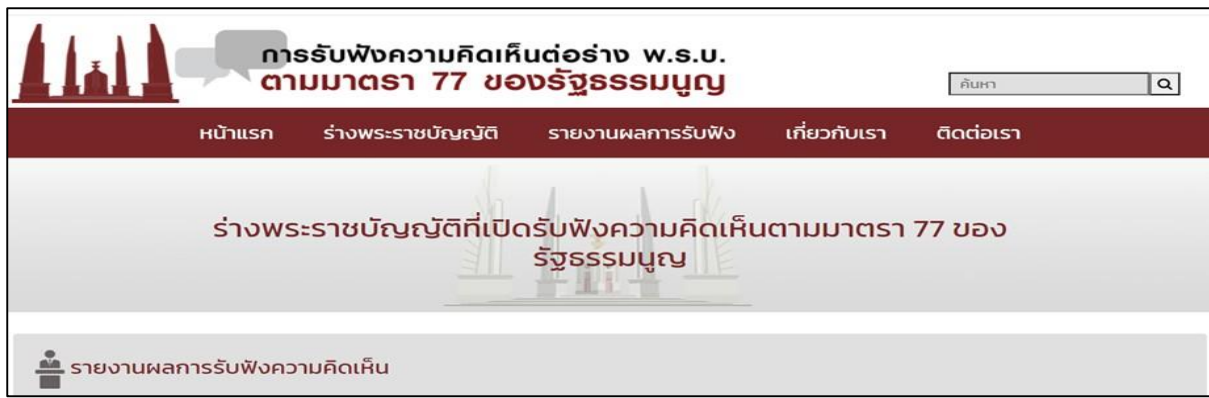 การรับฟังความคิดเห็นต่อร่าง พ.ร.บ.
ตามมาตรา 77 ของรัฐธรรมนูญ
ค้นหา
หน้าแรก ร่างพระราชบัญญัติ รายงานผลการรับฟัง เกี่ยวกับเรา ติดต่อเรา
ร่างพระราชบัญญัติที่เปิดรับฟังความคิดเห็นตามมาตรา 77 ของ
รัฐธรรมนูญ
รายงานผลการรับฟังความคิดเห็น